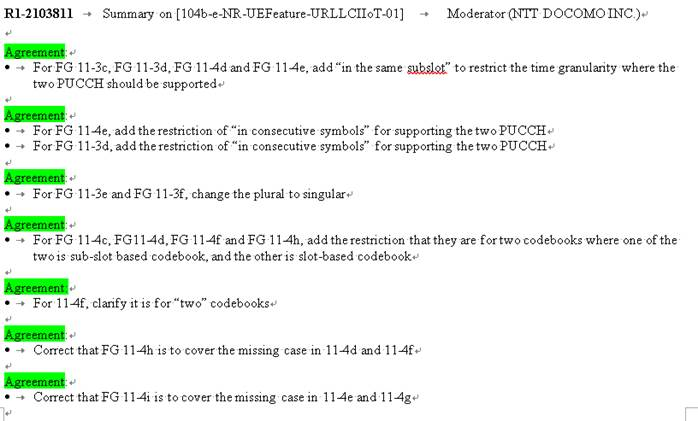 R1-2103811 → Summary on [104b-e-NR-UEFeature-URLLCIIoT-01] → Moderator (NTT DOCOMO INC.)↵
↵
Agreement:↵
• → For FG 11-3c, FG 11-3d, FG 11-4d and FG 11-4e, add “in the same subslot” to restrict the time granularity where the
two PUCCH should be supported↵
↵
Agreement:↵
• → For FG 11-4e, add the restriction of “in consecutive symbols” for supporting the two PUCCH↵
• → For FG 11-3d, add the restriction of “in consecutive symbols” for supporting the two PUCCH↵
↵
Agreement:↵
• → For FG 11-3e and FG 11-3f, change the plural to singular↵
↵
Agreement:↵
• → For FG 11-4c, FG11-4d, FG 11-4f and FG 11-4h, add the restriction that they are for two codebooks where one of the
two is sub-slot based codebook, and the other is slot-based codebook↵
↵
Agreement:↵
• → For 11-4f, clarify it is for “two” codebooks↵
↵
Agreement:↵
• → Correct that FG 11-4h is to cover the missing case in 11-4d and 11-4f↵
↵
Agreement:↵
• → Correct that FG 11-4i is to cover the missing case in 11-4e and 11-4g↵
↵